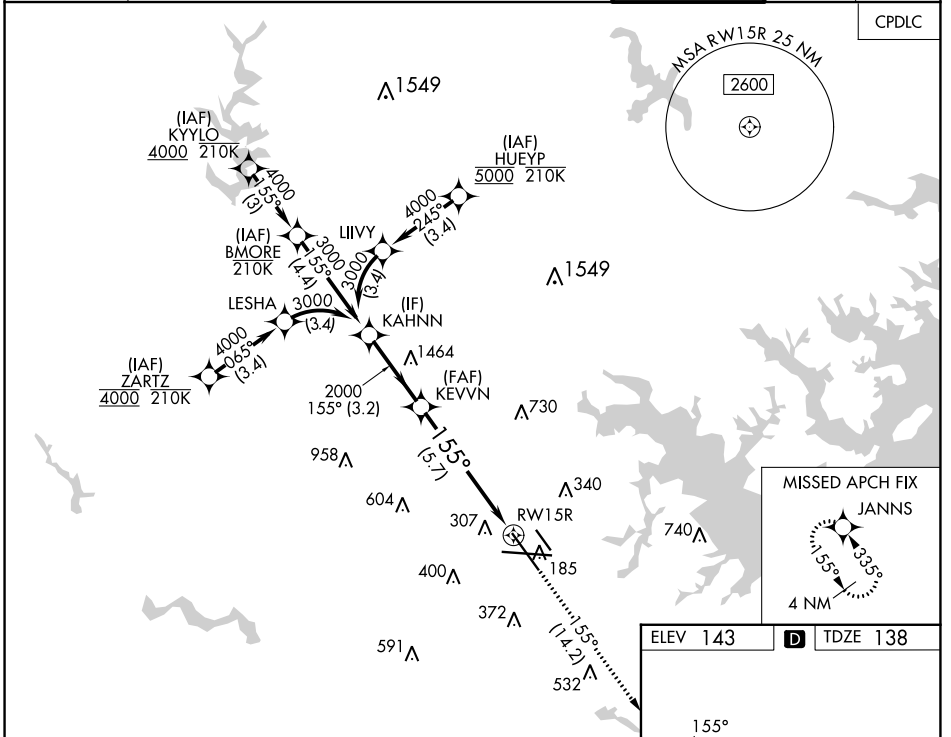 CPDLC
MSA RW15R 25 NM
2600
1549
(IAF)
KYYLO
4000 210K
4000
155°
(3)
(IAF)
HUEYP
5000 210K
4000
245°
(3.4)
LIIVY
(IAF)
BMORE
210K
3000
155°
(4.4)
3000
(3.4)
1549
LESHA
3000
(3.4)
(IF)
KAHNN
4000
065°
(3.4)
(IAF)
ZARTZ
4000 210K
1464
(FAF)
KEVVN
2000
155° (3.2)
730
155°
(5.7)
958
604
340
307
RW15R
740
185
400
372
591
155°
(14.2)
532
MISSED APCH FIX
JANNS
155°
335°
4 NM
ELEV 143
D
TDZE 138
155°